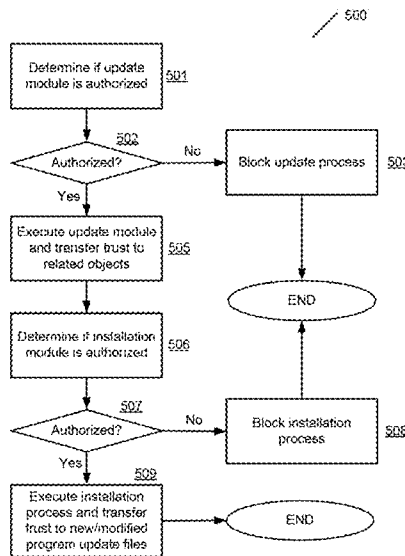 500
Determine if update
module is authorized
501
502
Authorized?
No
Block update process
503
Yes
Execute update module
and transfer trust to
related objects
505
END
Determine if installation
module is authorized
506
507
Authorized?
No
Block installation
process
508
Yes
509
Execute installation
process and transfer
trust to new/modified
program update files
END